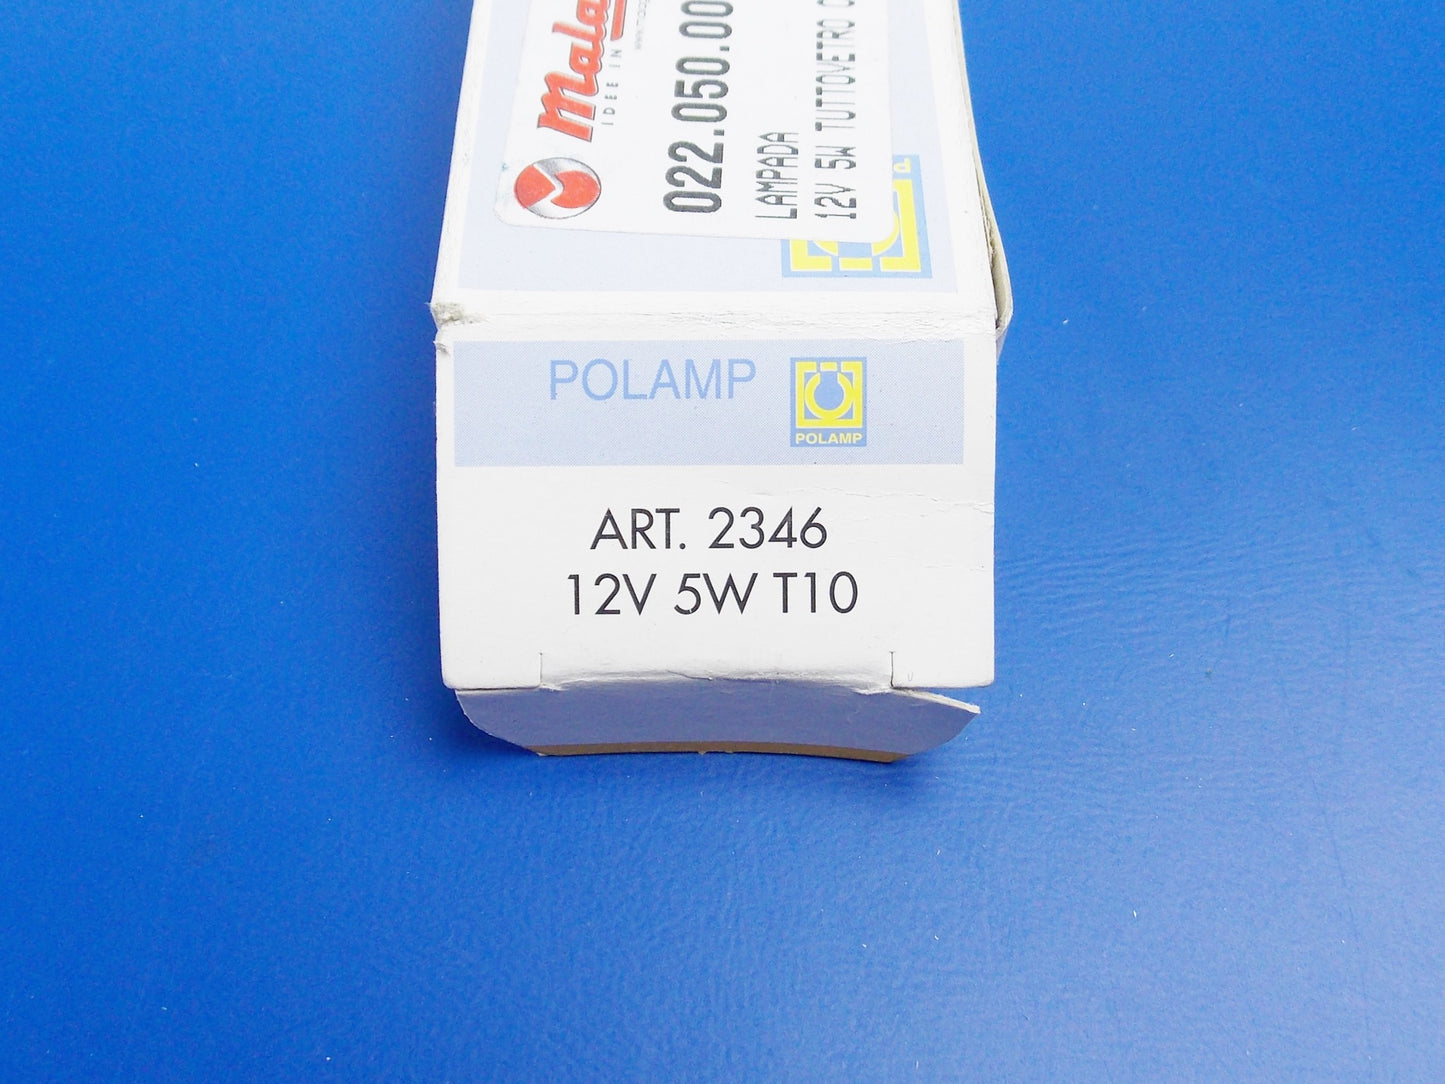 IDEE IN
022.050.00
LAMPADA
12V 5W TUTTOVETRO
POLAMP
POLAMP
ART. 2346
12V 5W T10